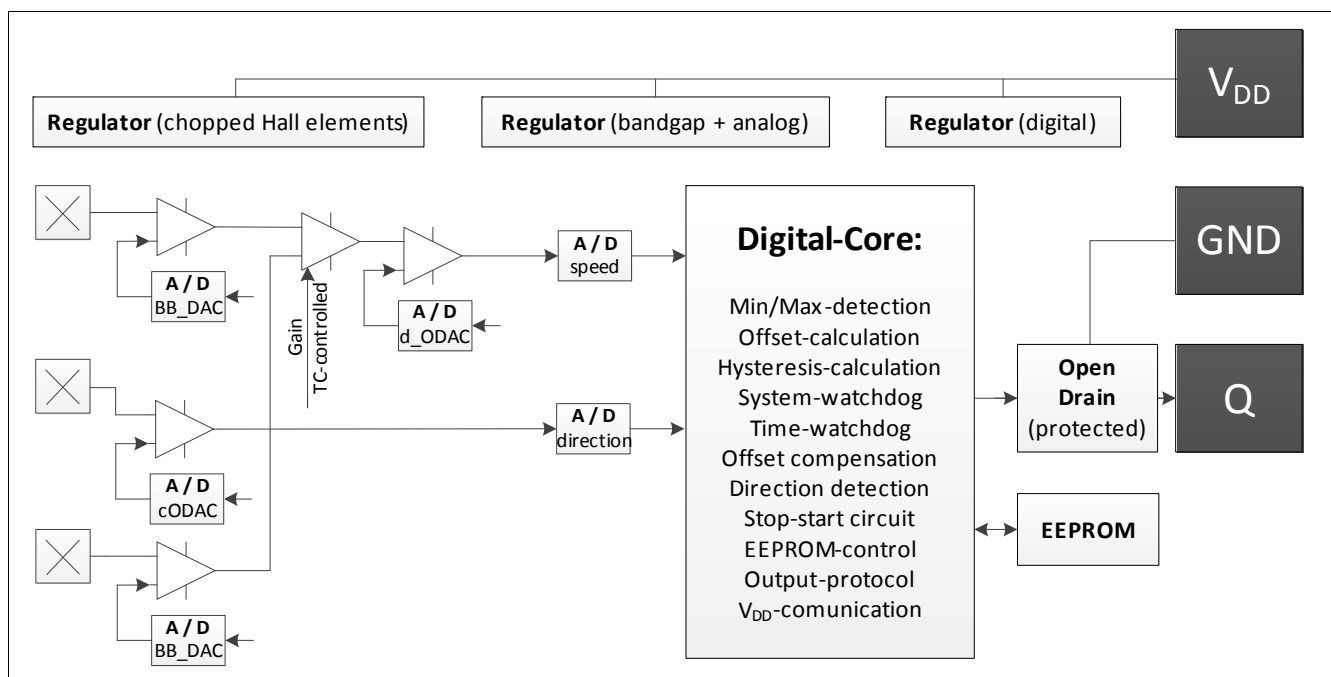 V_DD
Regulator (chopped Hall elements)
Regulator (bandgap + analog)
Regulator (digital)
GND
A / D
BB_DAC
Gain
TC-controlled
A / D
d_ODAC
A / D
speed
A / D
cODAC
A / D
direction
A / D
BB_DAC
Digital-Core:
Min/Max-detection
Offset-calculation
Hysteresis-calculation
System-watchdog
Time-watchdog
Offset compensation
Direction detection
Stop-start circuit
EEPROM-control
Output-protocol
V_DD-comunication
Open
Drain
(protected)
Q
EEPROM